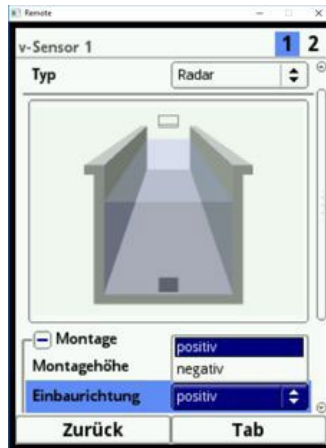 Remote
v-Sensor 1 1 2
Typ Radar
Montage
positiv
Montagehöhe
negativ
Einbaurichtung positiv
Zurück Tab